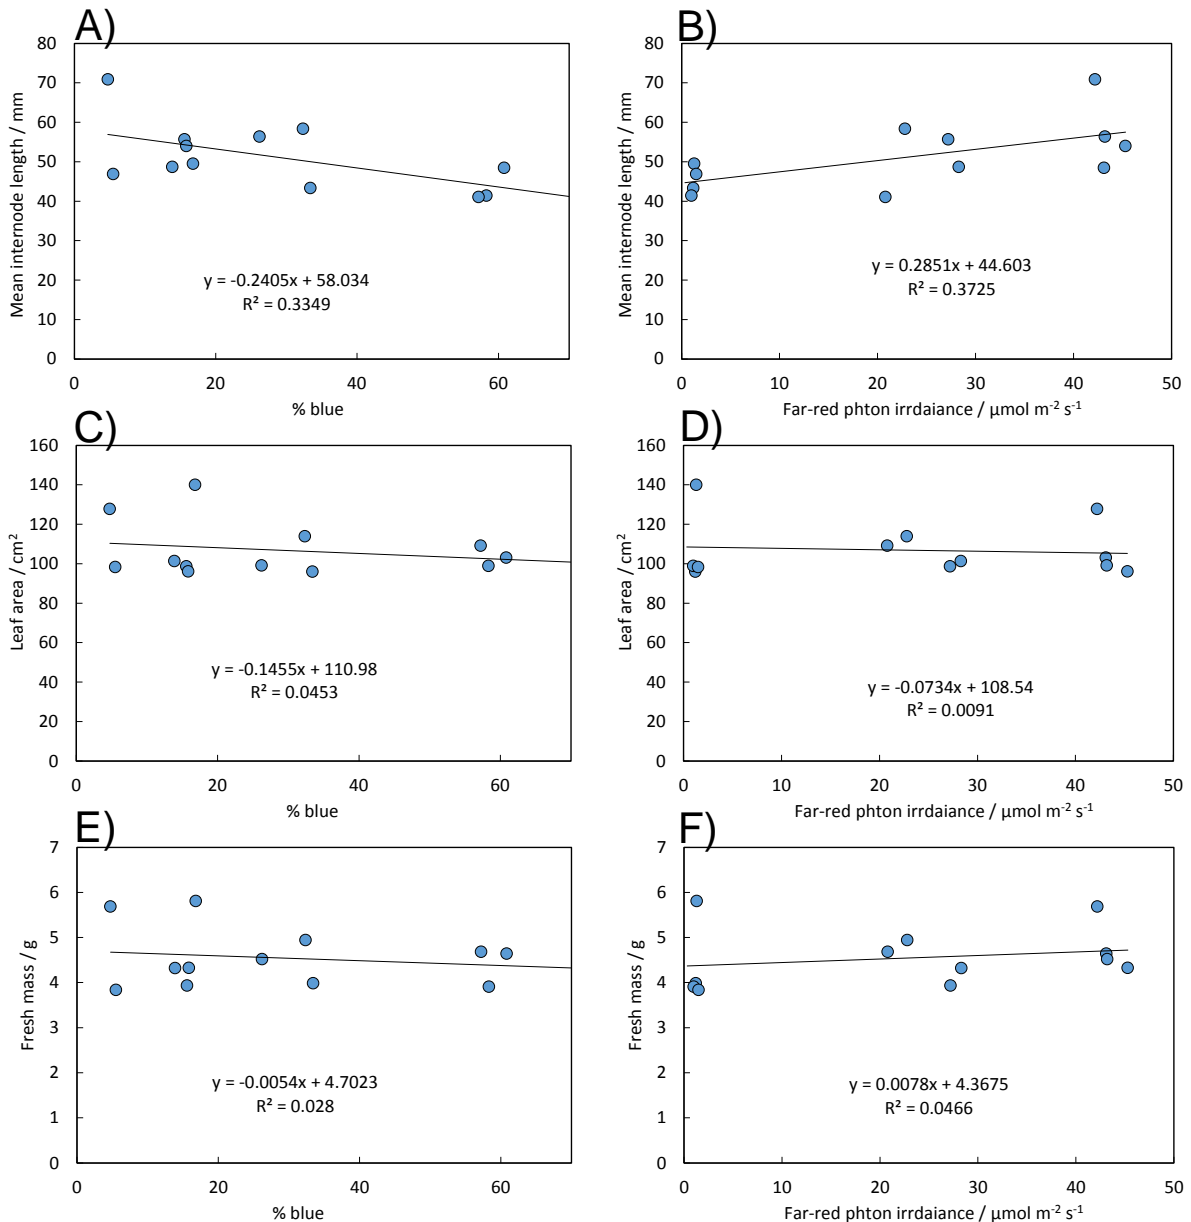 A)
80
70
60
50
40
30
20
10
0
Mean internode length / mm
y = -0.2405x + 58.034
R² = 0.3349
0 20 40 60
% blue
B)
80
70
60
50
40
30
20
10
0
Mean internode length / mm
y = 0.2851x + 44.603
R² = 0.3725
0 10 20 30 40 50
Far-red phton irrdaiance / µmol m⁻² s⁻¹
C)
160
140
120
100
80
60
40
20
0
Leaf area / cm²
y = -0.1455x + 110.98
R² = 0.0453
0 20 40 60
% blue
D)
160
140
120
100
80
60
40
20
0
Leaf area / cm²
y = -0.0734x + 108.54
R² = 0.0091
0 10 20 30 40 50
Far-red phton irrdaiance / µmol m⁻² s⁻¹
E)
7
6
5
4
3
2
1
0
Fresh mass / g
y = -0.0054x + 4.7023
R² = 0.028
0 20 40 60
% blue
F)
7
6
5
4
3
2
1
0
Fresh mass / g
y = 0.0078x + 4.3675
R² = 0.0466
0 10 20 30 40 50
Far-red phton irrdaiance / µmol m⁻² s⁻¹